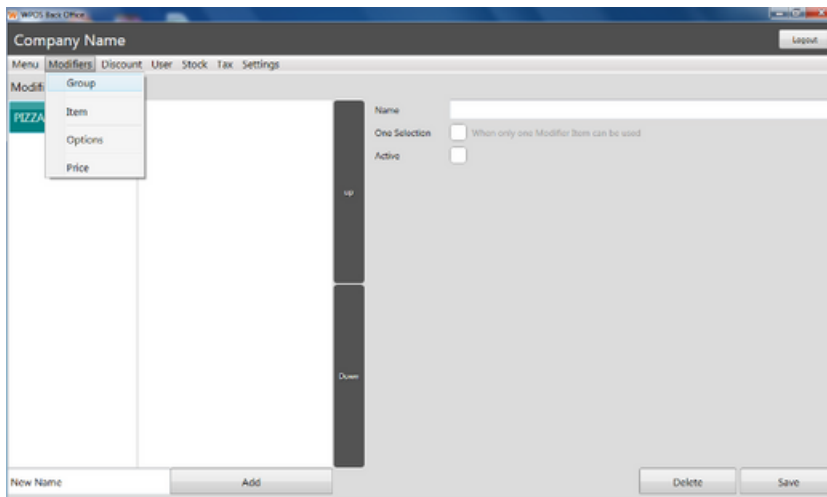 WPOS Back Office
Company Name
Logout
Menu Modifiers Discount User Stock Tax Settings
Modifi
Group
Item
Options
Price
PIZZA
up
Down
Name
One Selection
When only one Modifier Item can be used
Active
New Name
Add
Delete
Save